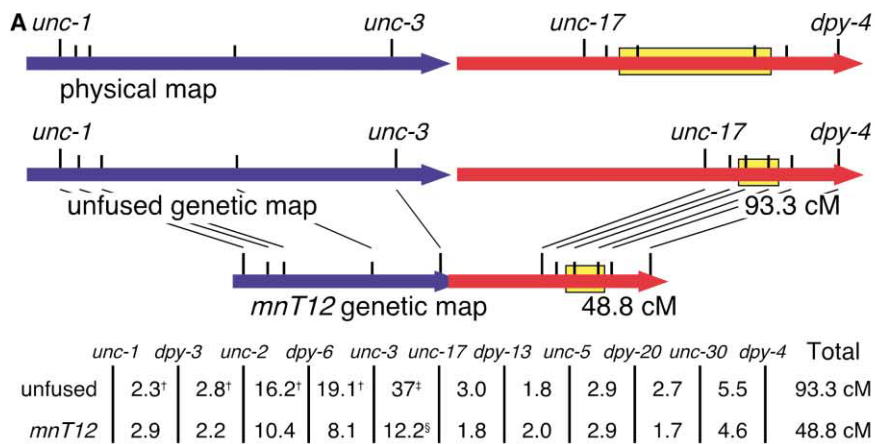 A
unc-1 unc-3 unc-17 dpy-4
physical map
unc-1 unc-3 unc-17 dpy-4
unfused genetic map 93.3 cM
mnT12 genetic map 48.8 cM
unc-1 dpy-3 unc-2 dpy-6 unc-3 unc-17 dpy-13 unc-5 dpy-20 unc-30 dpy-4 Total
unfused 2.3† 2.8† 16.2† 19.1† 37‡ 3.0 1.8 2.9 2.7 5.5 93.3 cM
mnT12 2.9 2.2 10.4 8.1 12.2§ 1.8 2.0 2.9 1.7 4.6 48.8 cM